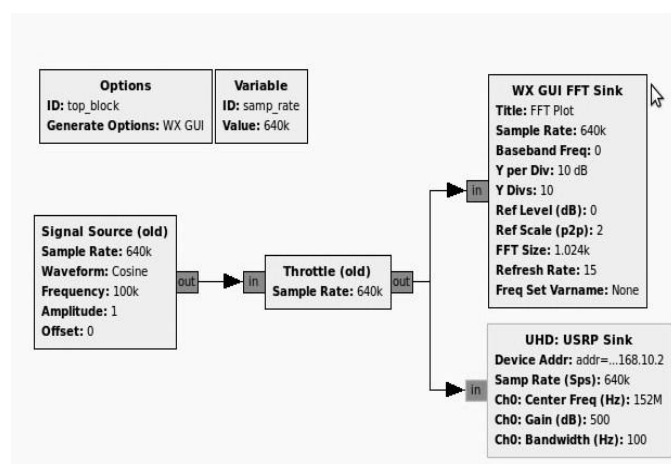 Options
ID: top_block
Generate Options: WX GUI
Variable
ID: samp_rate
Value: 640k
WX GUI FFT Sink
Title: FFT Plot
Sample Rate: 640k
Baseband Freq: 0
Y per Div: 10 dB
Y Divs: 10
Ref Level (dB): 0
Ref Scale (p2p): 2
FFT Size: 1.024k
Refresh Rate: 15
Freq Set Varname: None
in
Signal Source (old)
Sample Rate: 640k
Waveform: Cosine
Frequency: 100k
Amplitude: 1
Offset: 0
out
in
Throttle (old)
Sample Rate: 640k
out
UHD: USRP Sink
Device Addr: addr=...168.10.2
Samp Rate (Sps): 640k
Ch0: Center Freq (Hz): 152M
Ch0: Gain (dB): 500
Ch0: Bandwidth (Hz): 100
in